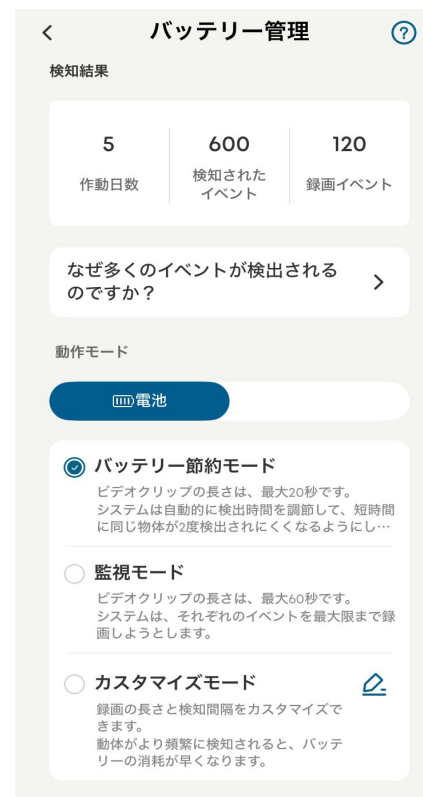 バッテリー管理
検知結果
5
作動日数
600
検知された
イベント
120
録画イベント
なぜ多くのイベントが検出される
のですか？
動作モード
電池
バッテリー節約モード
ビデオクリップの長さは、最大20秒です。
システムは自動的に検出時間を調節して、短時間
に同じ物体が2度検出されにくくなるようにし…
監視モード
ビデオクリップの長さは、最大60秒です。
システムは、それぞれのイベントを最大限まで録
画しようとします。
カスタマイズモード
録画の長さと検知間隔をカスタマイズで
きます。
動体がより頻繁に検知されると、バッテ
リーの消耗が早くなります。